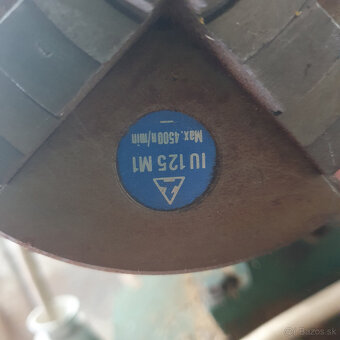 IU 125 M1
Max. 4500 n/min
© Bazos.sk